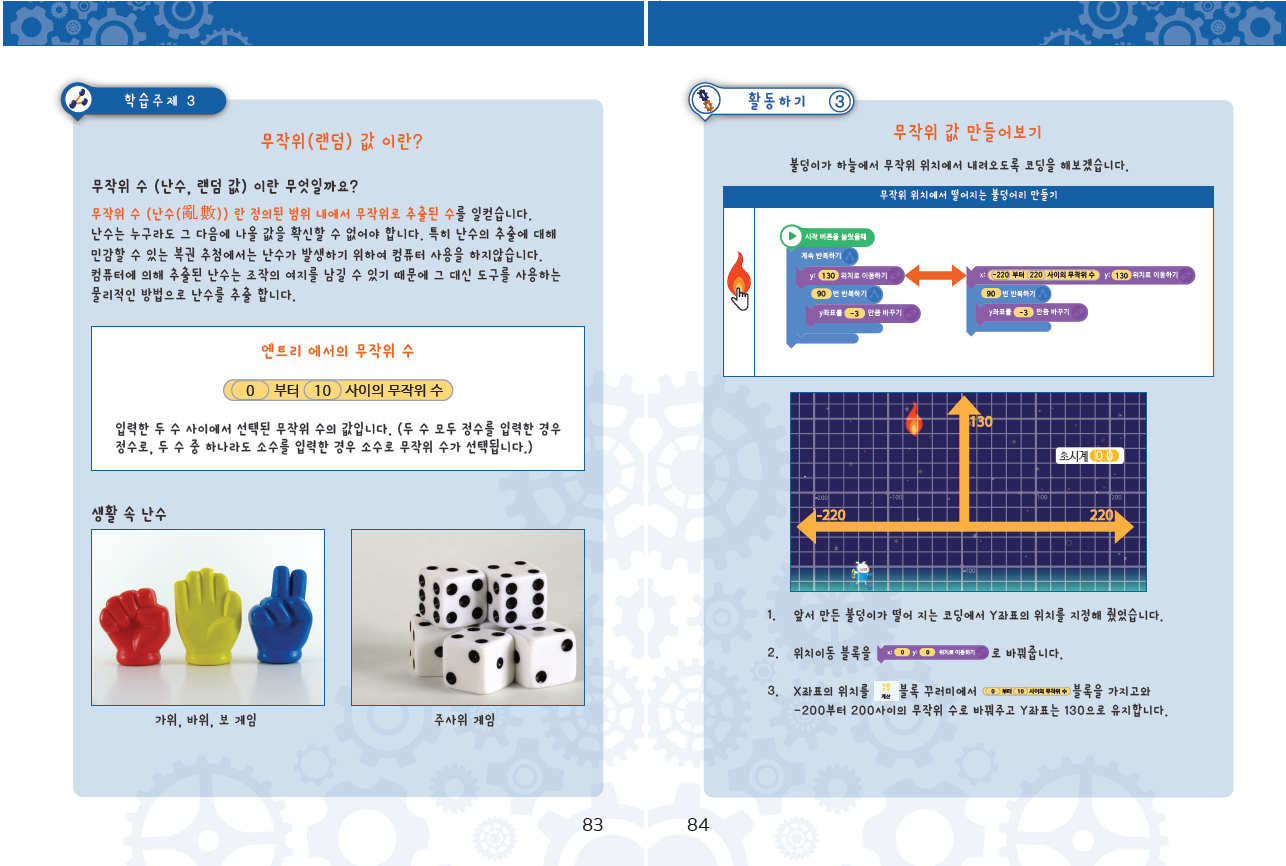 학습주제 3
무작위(랜덤) 값 이란?
무작위 수 (난수, 랜덤 값) 이란 무엇일까요?
무작위 수 (난수(亂數)) 란 정의된 범위 내에서 무작위로 추출된 수를 일컫습니다.
난수는 누구라도 그 다음에 나올 값을 확신할 수 없어야 합니다. 특히 난수의 추출에 대해
민감할 수 있는 복권 추첨에서는 난수가 발생하기 위하여 컴퓨터 사용을 하지않습니다.
컴퓨터에 의해 추출된 난수는 조작의 여지를 남길 수 있기 때문에 그 대신 도구를 사용하는
물리적인 방법으로 난수를 추출 합니다.
엔트리 에서의 무작위 수
0 부터 10 사이의 무작위 수
입력한 두 수 사이에서 선택된 무작위 수의 값입니다. (두 수 모두 정수를 입력한 경우
정수로, 두 수 중 하나라도 소수를 입력한 경우 소수로 무작위 수가 선택됩니다.)
생활 속 난수
가위, 바위, 보 게임
주사위 게임
83
활동하기 3
무작위 값 만들어보기
불덩이가 하늘에서 무작위 위치에서 내려오도록 코딩을 해보겠습니다.
무작위 위치에서 떨어지는 불덩어리 만들기
시작 버튼을 눌렀을때
계속 반복하기
y: 130 위치로 이동하기
90 번 반복하기
y좌표를 -3 만큼 바꾸기
x: -220 부터 220 사이의 무작위 수 y: 130 위치로 이동하기
90 번 반복하기
y좌표를 -3 만큼 바꾸기
130
초시계 0.0
-200
-100
100
200
-220
220
-100
1. 앞서 만든 불덩이가 떨어 지는 코딩에서 Y좌표의 위치를 지정해 줬었습니다.
2. 위치이동 블록을 x: 0 y: 0 위치로 이동하기 로 바꿔줍니다.
3. X좌표의 위치를 계산 블록 꾸러미에서 0 부터 10 사이의 무작위 수 블록을 가지고와
-200부터 200사이의 무작위 수로 바꿔주고 Y좌표는 130으로 유지합니다.
84